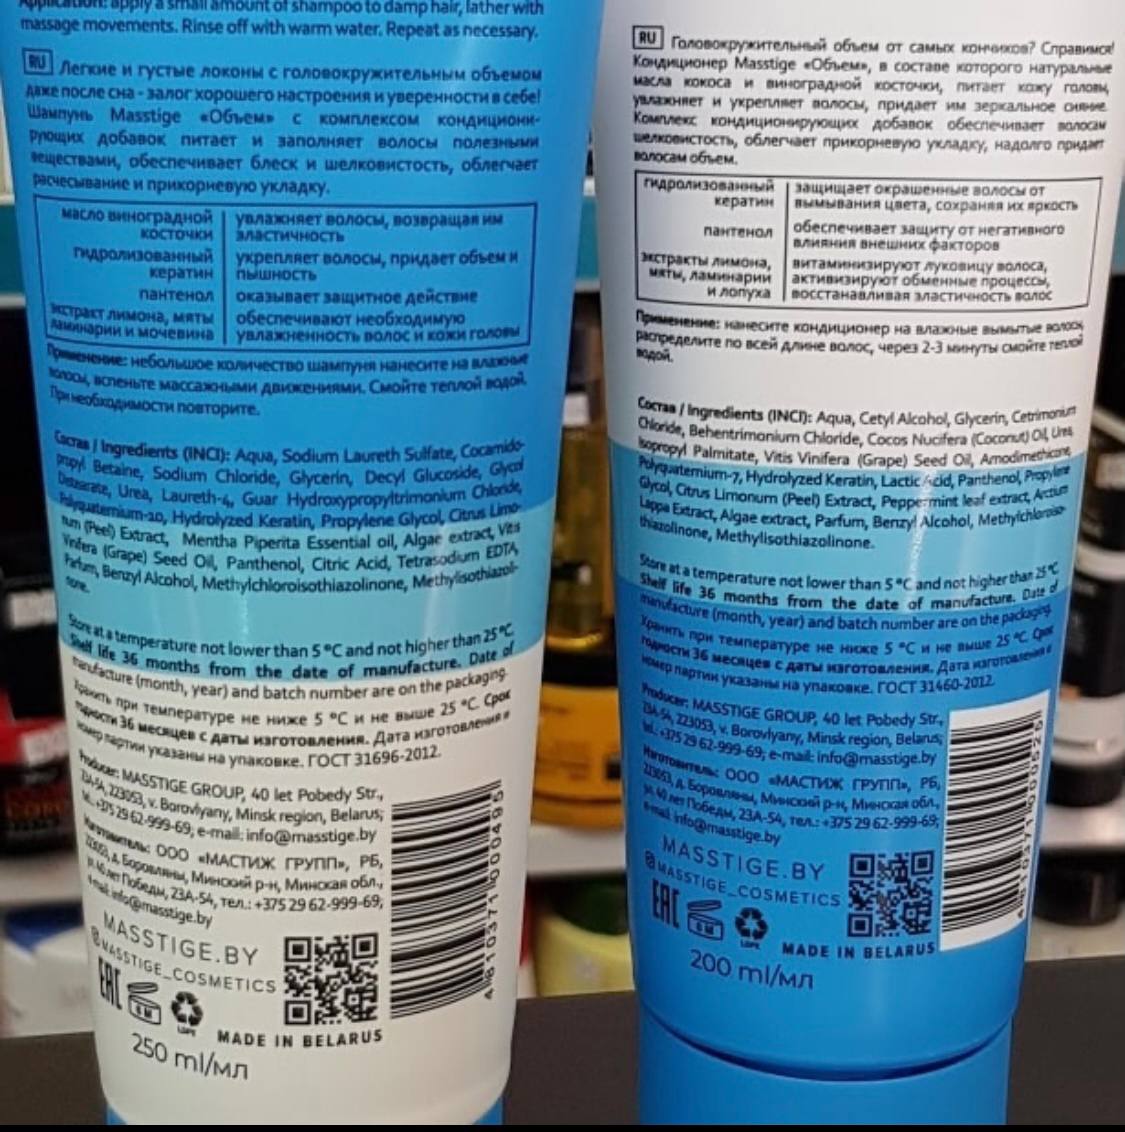 Application: apply a small amount of shampoo to damp hair, lather with
massage movements. Rinse off with warm water. Repeat as necessary.
RU Легкие и густые локоны с головокружительным объемом
даже после сна - залог хорошего настроения и уверенности в себе!
Шампунь Masstige «Объем» с комплексом кондициони-
рующих добавок питает и заполняет волосы полезными
веществами, обеспечивает блеск и шелковистость, облегчает
расчесывание и прикорневую укладку.
масло виноградной
косточки
увлажняет волосы, возвращая им
эластичность
гидролизованный
кератин
укрепляет волосы, придает объем и
пышность
пантенол
оказывает защитное действие
экстракт лимона, мяты
ламинарии и мочевина
обеспечивают необходимую
увлажненность волос и кожи головы
Применение: небольшое количество шампуня нанесите на влажные
волосы, вспеньте массажными движениями. Смойте теплой водой.
При необходимости повторите.
Состав / Ingredients (INCI): Aqua, Sodium Laureth Sulfate, Cocamido-
propyl Betaine, Sodium Chloride, Glycerin, Decyl Glucoside, Glycol
Distearate, Urea, Laureth-4, Guar Hydroxypropyltrimonium Chloride,
Polyquaternium-10, Hydrolyzed Keratin, Propylene Glycol, Citrus Limo-
num (Peel) Extract, Mentha Piperita Essential oil, Algae extract, Vitis
Vinifera (Grape) Seed Oil, Panthenol, Citric Acid, Tetrasodium EDTA,
Parfum, Benzyl Alcohol, Methylchloroisothiazolinone, Methylisothiazoli-
none.
Store at a temperature not lower than 5 °C and not higher than 25 °C.
Shelf life 36 months from the date of manufacture. Date of
manufacture (month, year) and batch number are on the packaging.
Хранить при температуре не ниже 5 °C и не выше 25 °C. Срок
годности 36 месяцев с даты изготовления. Дата изготовления и
номер партии указаны на упаковке. ГОСТ 31696-2012.
Producer: MASSTIGE GROUP, 40 let Pobedy Str.,
23A-54, 223053, v. Borovlyany, Minsk region, Belarus;
tel.: +375 29 62-999-69; e-mail: info@masstige.by
Изготовитель: ООО «МАСТИЖ ГРУПП», РБ,
223053, д. Боровляны, Минский р-н, Минская обл.,
ул. 40 лет Победы, 23А-54, тел.: +375 29 62-999-69;
e-mail: info@masstige.by
MASSTIGE.BY
@MASSTIGE_COSMETICS
EAC
6 M
LDPE
MADE IN BELARUS
250 ml/мл
4 810371 000495
RU Головокружительный объем от самых кончиков? Справимся!
Кондиционер Masstige «Объем», в составе которого натуральные
масла кокоса и виноградной косточки, питает кожу головы,
увлажняет и укрепляет волосы, придает им зеркальное сияние.
Комплекс кондиционирующих добавок обеспечивает волосам
шелковистость, облегчает прикорневую укладку, надолго придает
волосам объем.
гидролизованный
кератин
защищает окрашенные волосы от
вымывания цвета, сохраняя их яркость
пантенол
обеспечивает защиту от негативного
влияния внешних факторов
экстракты лимона,
мяты, ламинарии
и лопуха
витаминизируют луковицу волоса,
активизируют обменные процессы,
восстанавливая эластичность волос
Применение: нанесите кондиционер на влажные вымытые волосы,
распределите по всей длине волос, через 2-3 минуты смойте теплой
водой.
Состав / Ingredients (INCI): Aqua, Cetyl Alcohol, Glycerin, Cetrimonium
Chloride, Behentrimonium Chloride, Cocos Nucifera (Coconut) Oil, Urea,
Isopropyl Palmitate, Vitis Vinifera (Grape) Seed Oil, Amodimethicone,
Polyquaternium-7, Hydrolyzed Keratin, Lactic Acid, Panthenol, Propylene
Glycol, Citrus Limonum (Peel) Extract, Peppermint leaf extract, Arctium
Lappa Extract, Algae extract, Parfum, Benzyl Alcohol, Methylchloroiso-
thiazolinone, Methylisothiazolinone.
Store at a temperature not lower than 5 °C and not higher than 25 °C.
Shelf life 36 months from the date of manufacture. Date of
manufacture (month, year) and batch number are on the packaging.
Хранить при температуре не ниже 5 °C и не выше 25 °C. Срок
годности 36 месяцев с даты изготовления. Дата изготовления и
номер партии указаны на упаковке. ГОСТ 31460-2012.
Producer: MASSTIGE GROUP, 40 let Pobedy Str.,
23A-54, 223053, v. Borovlyany, Minsk region, Belarus;
tel.: +375 29 62-999-69; e-mail: info@masstige.by
Изготовитель: ООО «МАСТИЖ ГРУПП», РБ,
223053, д. Боровляны, Минский р-н, Минская обл.,
ул. 40 лет Победы, 23А-54, тел.: +375 29 62-999-69;
e-mail: info@masstige.by
MASSTIGE.BY
@MASSTIGE_COSMETICS
EAC
LDPE
MADE IN BELARUS
200 ml/мл
4 810371 000525